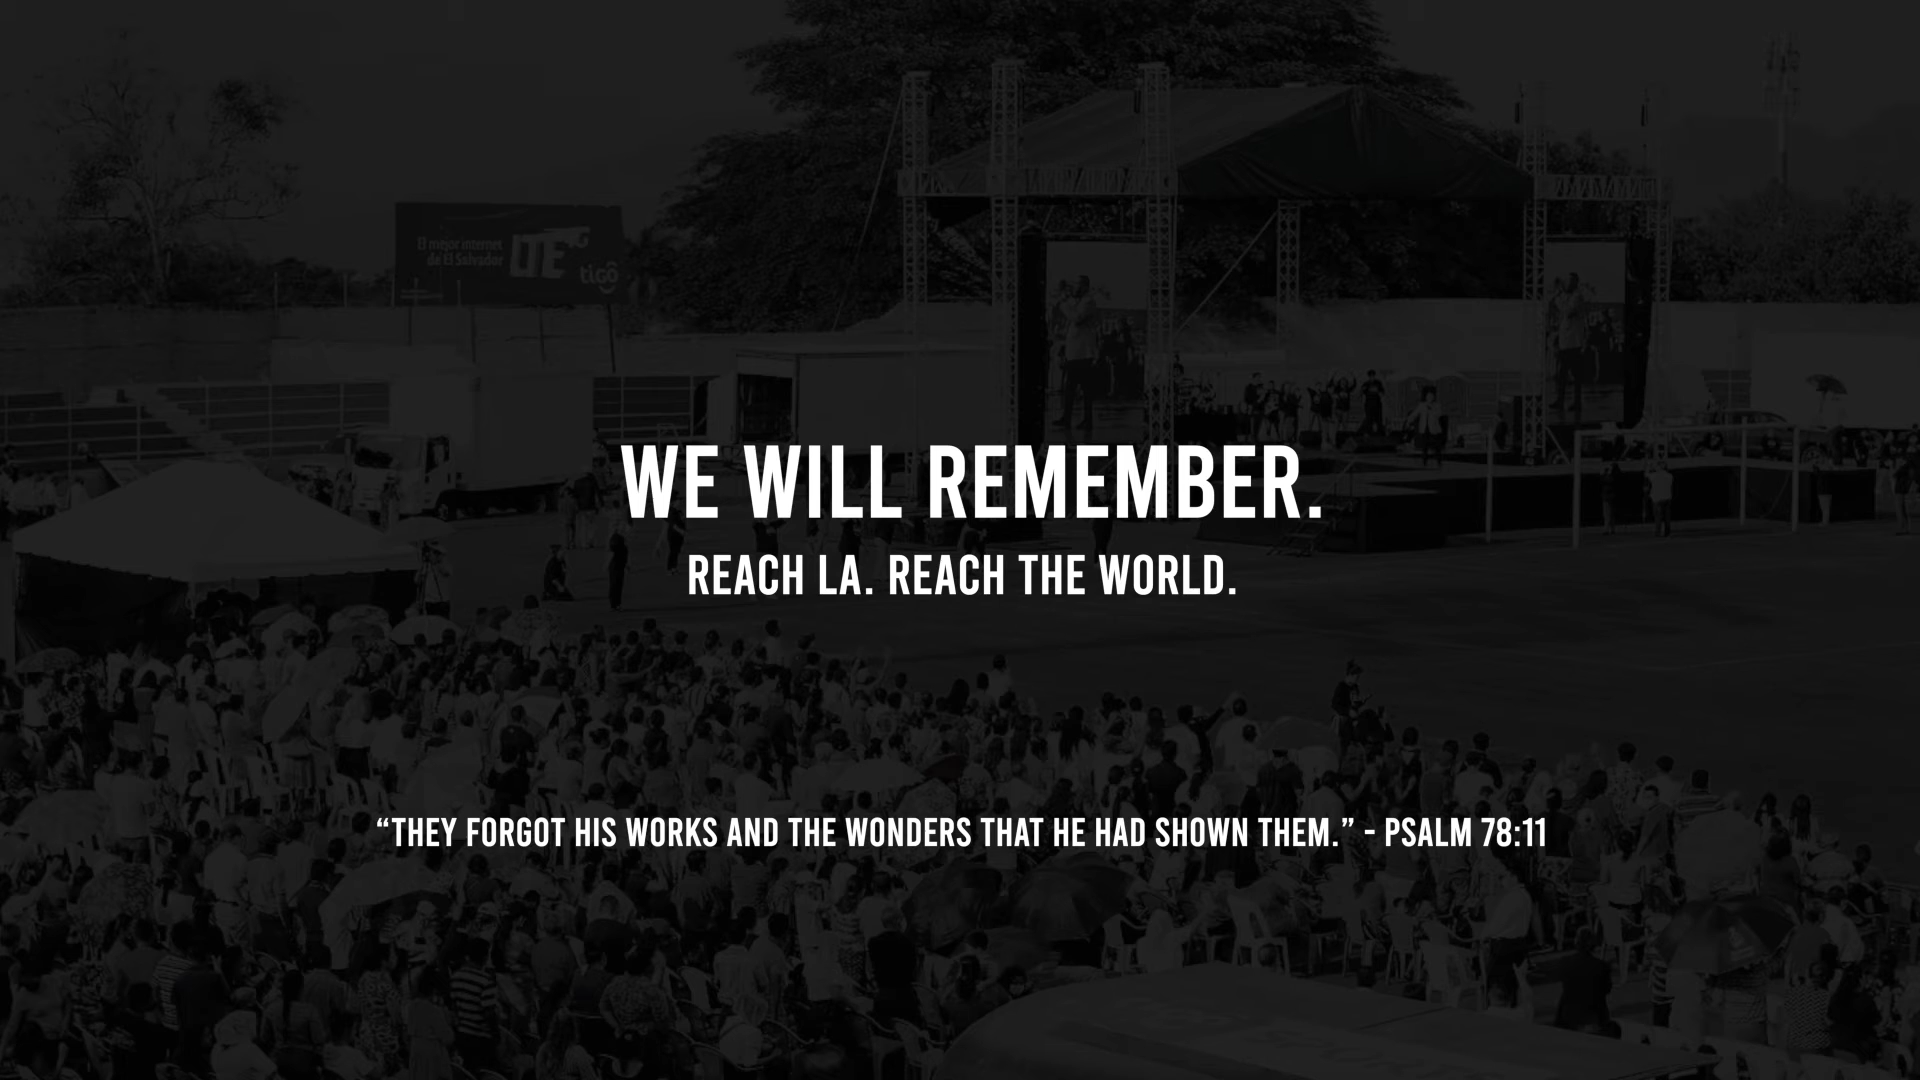 El mejor internet
de El Salvador
LTE
tigo
WE WILL REMEMBER.
REACH LA. REACH THE WORLD.
“THEY FORGOT HIS WORKS AND THE WONDERS THAT HE HAD SHOWN THEM.” - PSALM 78:11